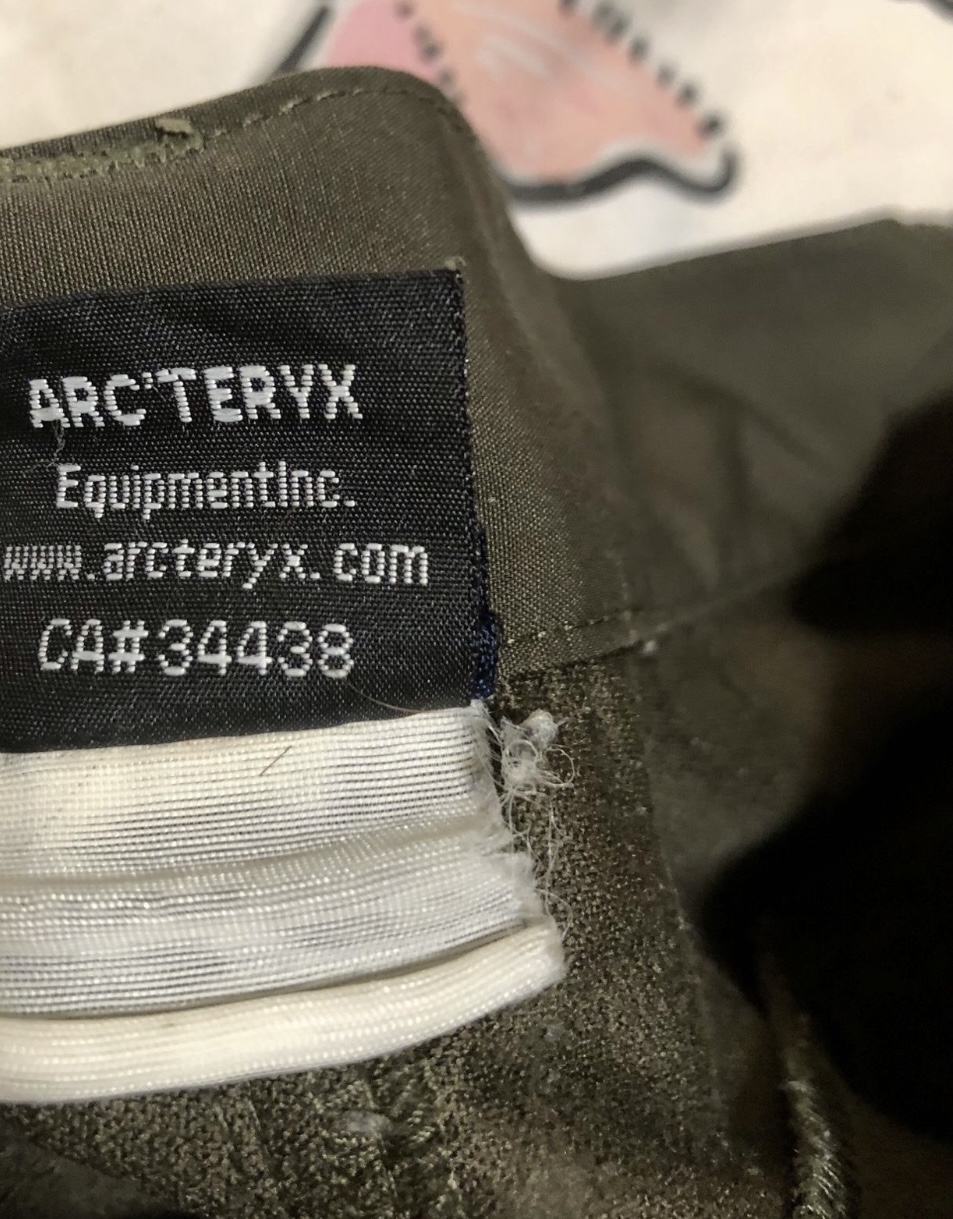 ARC'TERYX
EquipmentInc.
www.arcteryx.com
CA#34438